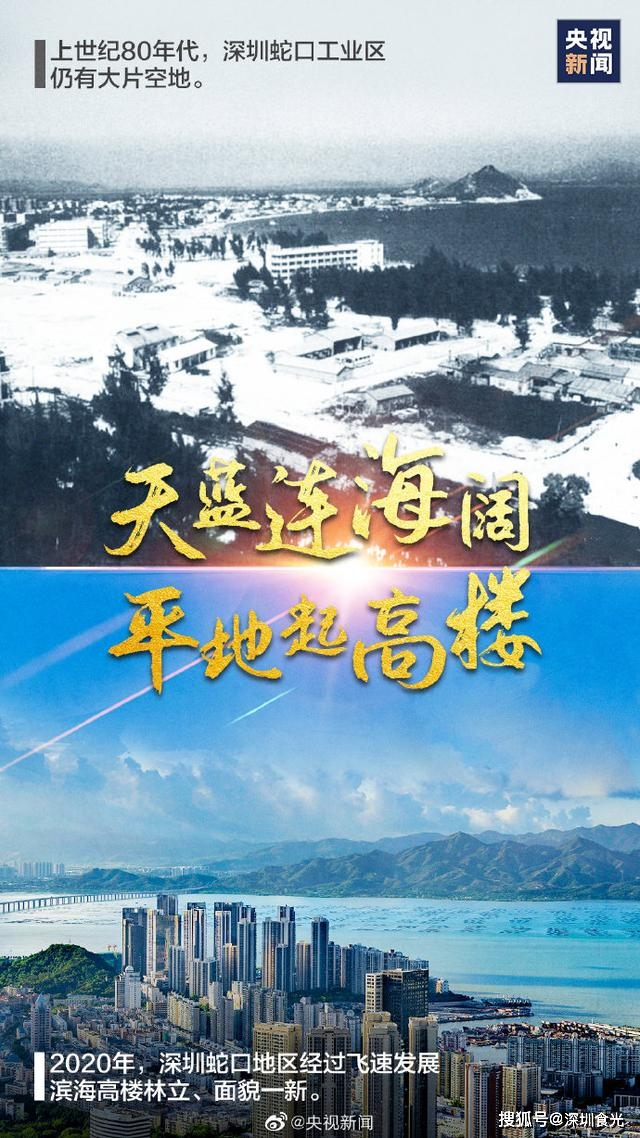 上世纪80年代，深圳蛇口工业区
仍有大片空地。
央视
新闻
天蓝连海阔
平地起高楼
2020年，深圳蛇口地区经过飞速发展
滨海高楼林立、面貌一新。
@央视新闻
搜狐号@深圳食光